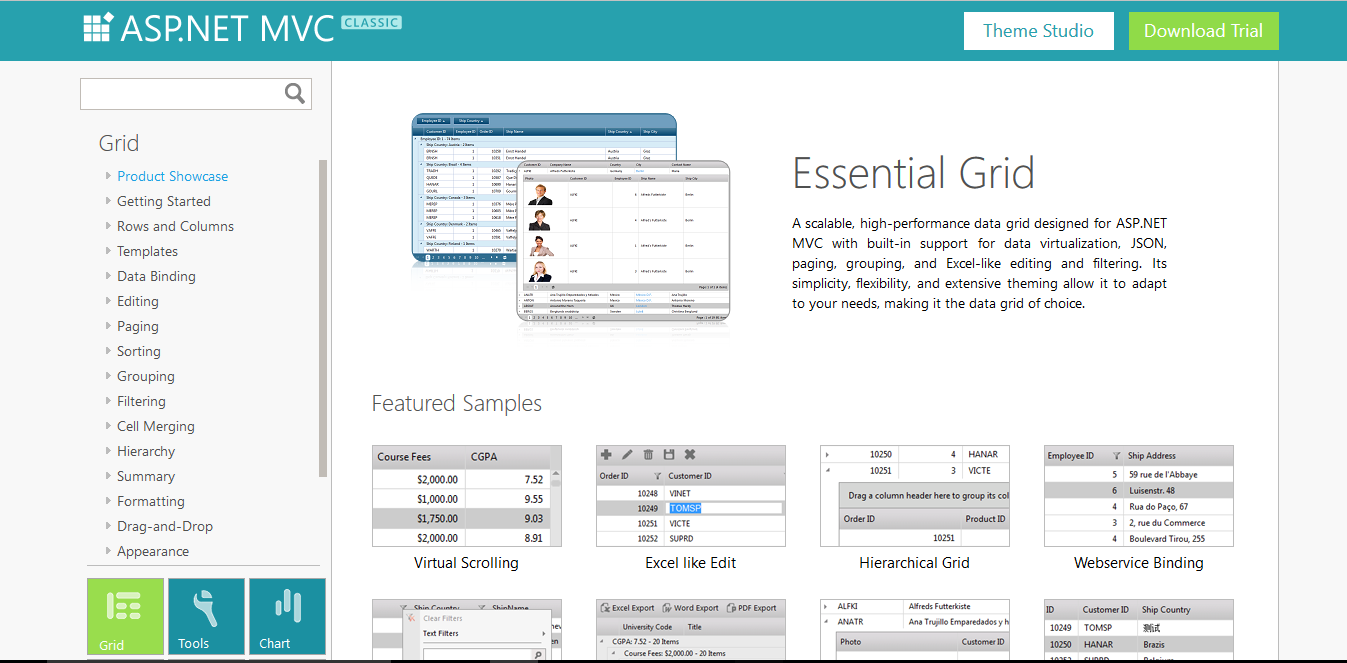 ASP.NET MVC CLASSIC
Theme Studio
Download Trial
Grid
Product Showcase
Getting Started
Rows and Columns
Templates
Data Binding
Editing
Paging
Sorting
Grouping
Filtering
Cell Merging
Hierarchy
Summary
Formatting
Drag-and-Drop
Appearance
Grid
Tools
Chart
Essential Grid
A scalable, high-performance data grid designed for ASP.NET
MVC with built-in support for data virtualization, JSON,
paging, grouping, and Excel-like editing and filtering. Its
simplicity, flexibility, and extensive theming allow it to adapt
to your needs, making it the data grid of choice.
Featured Samples
Course Fees CGPA
$2,000.00 7.52
$1,000.00 9.55
$1,750.00 9.03
$2,000.00 8.91
Virtual Scrolling
Order ID Customer ID
10248 VINET
10249 TOMSP
10251 VICTE
10252 SUPRD
Excel like Edit
10250 4 HANAR
10251 3 VICTE
Drag a column header here to group its col
Order ID Product ID
10251
Hierarchical Grid
Employee ID Ship Address
5 59 rue de l'Abbaye
6 Luisenstr. 48
4 Rua do Paço, 67
3 2, rue du Commerce
4 Boulevard Tirou, 255
Webservice Binding
Ship Country ShipName
Clear Filters
Text Filters
Excel Export Word Export PDF Export
University Code Title
CGPA: 7.52 - 20 Items
Course Fees: $2,000.00 - 20 Items
ALFKI Alfreds Futterkiste
ANATR Ana Trujillo Emparedados y h
Photo Customer ID
ID Customer ID Ship Country
10249 TOMSP 测试
10250 HANAR Brazis